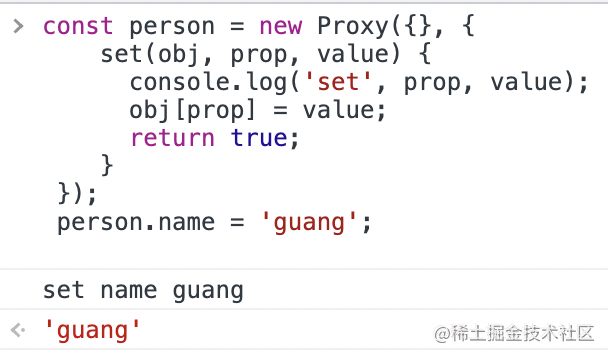 > const person = new Proxy({}, {
set(obj, prop, value) {
console.log('set', prop, value);
obj[prop] = value;
return true;
}
});
person.name = 'guang';
set name guang
'guang'
@稀土掘金技术社区